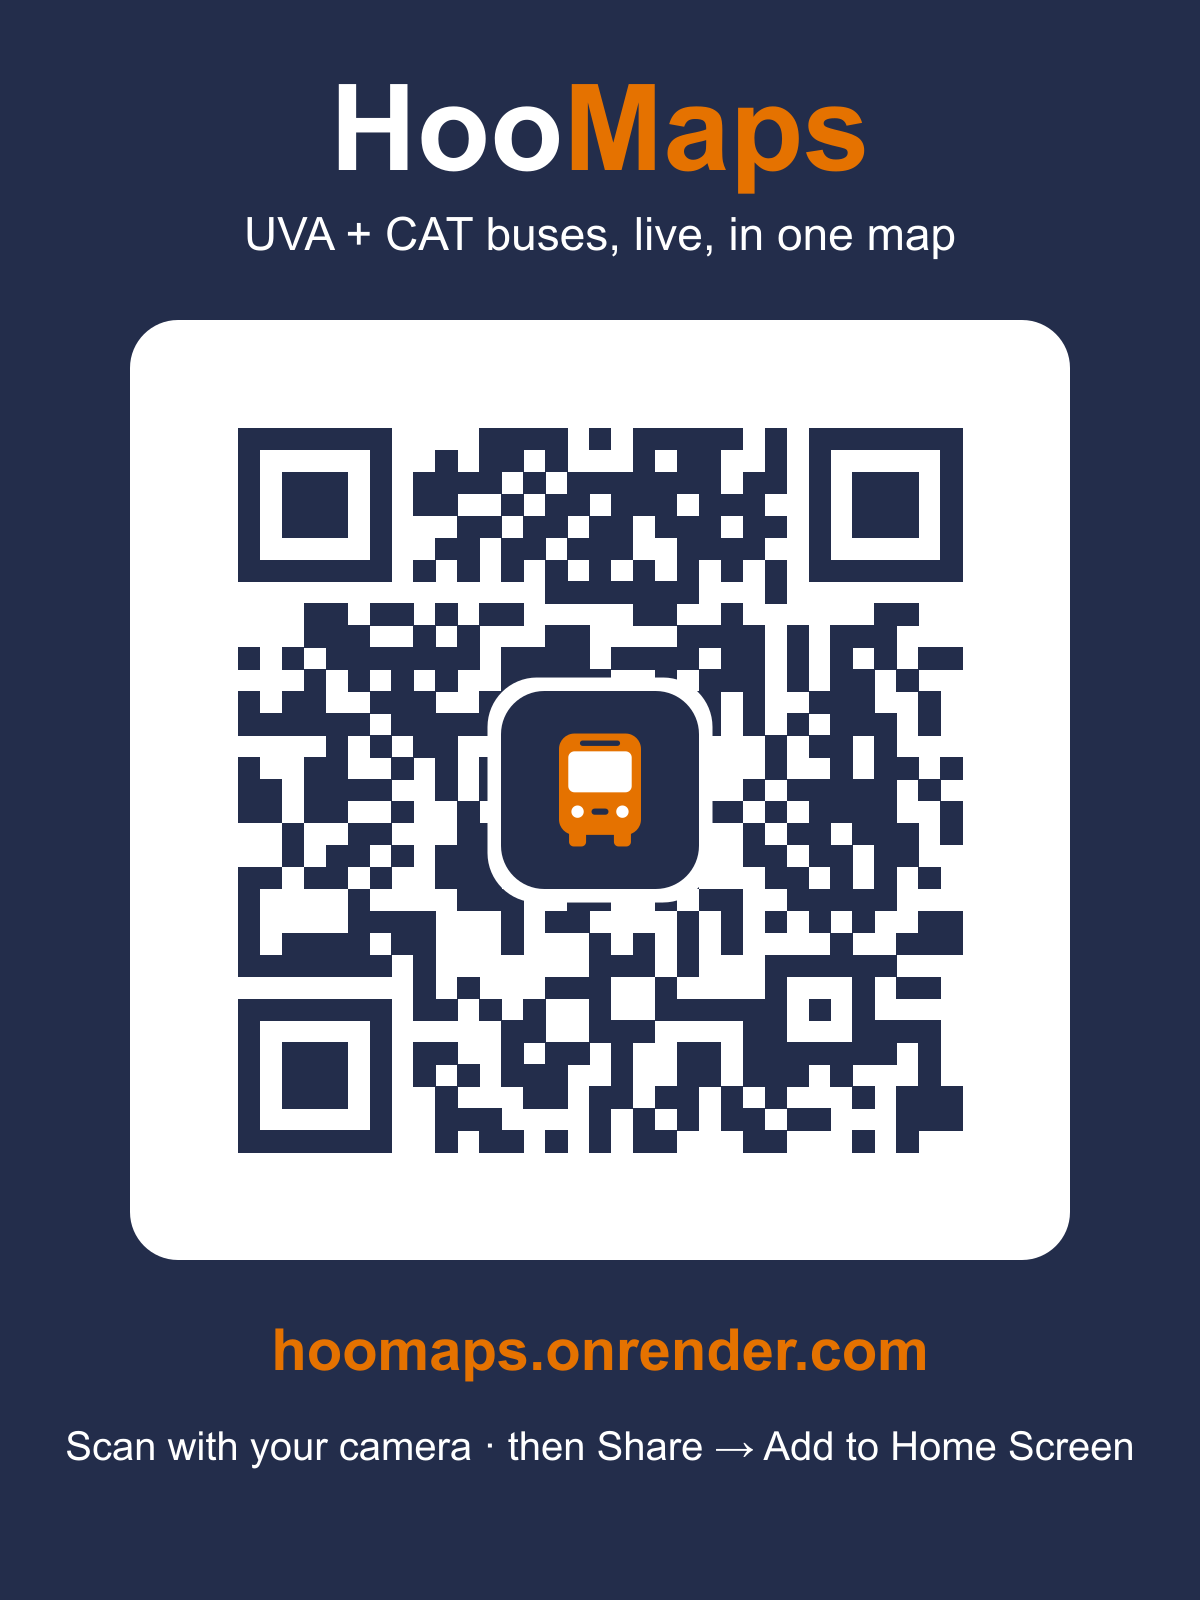 HooMaps
UVA + CAT buses, live, in one map
hoomaps.onrender.com
Scan with your camera · then Share → Add to Home Screen